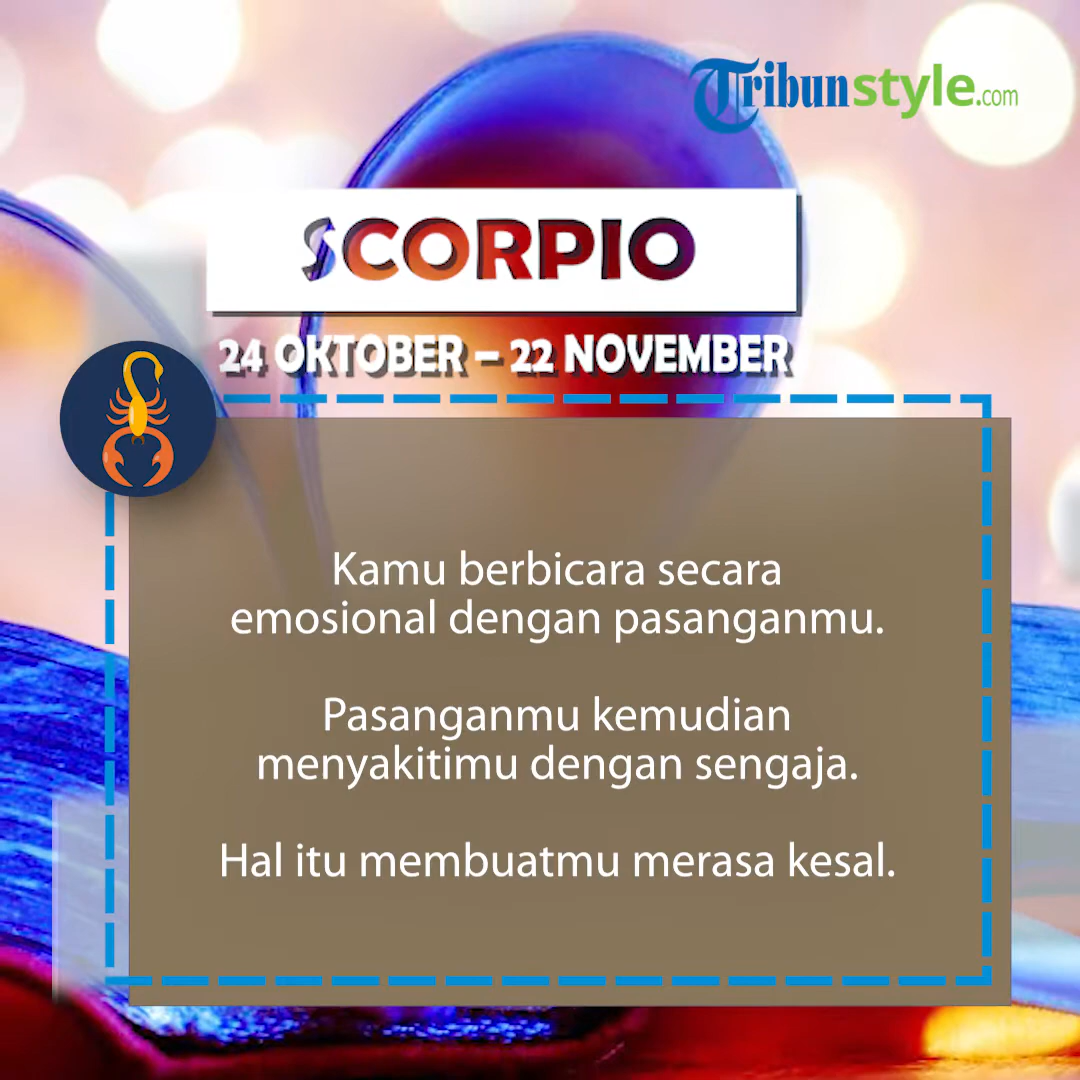 Tribunstyle.com
SCORPIO
24 OKTOBER – 22 NOVEMBER
Kamu berbicara secara
emosional dengan pasanganmu.
Pasanganmu kemudian
menyakitimu dengan sengaja.
Hal itu membuatmu merasa kesal.